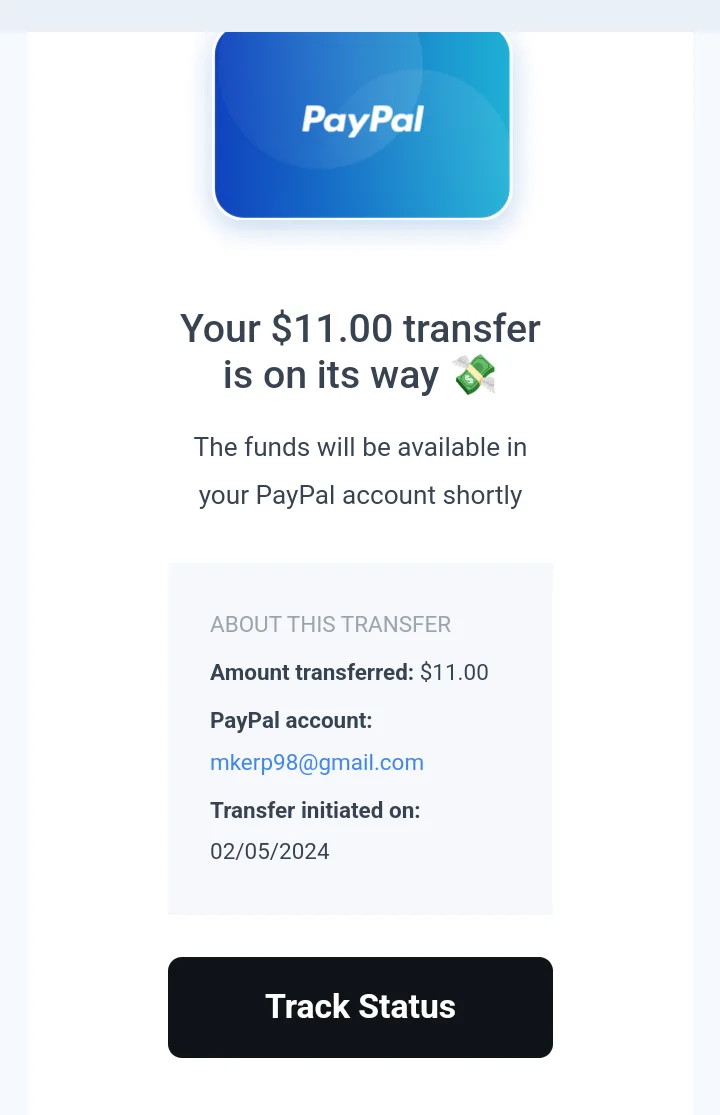 PayPal
Your $11.00 transfer
is on its way 💸
The funds will be available in
your PayPal account shortly
ABOUT THIS TRANSFER
Amount transferred: $11.00
PayPal account:
mkerp98@gmail.com
Transfer initiated on:
02/05/2024
Track Status